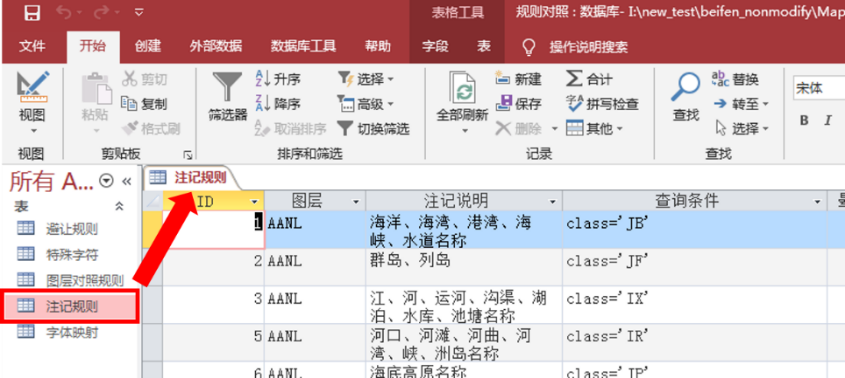 表格工具
规则对照 : 数据库- I:\new_test\beifen_nonmodify\Map
文件
开始
创建
外部数据
数据库工具
帮助
字段
表
操作说明搜索
视图
粘贴
剪切
复制
格式刷
筛选器
升序
降序
取消排序
选择
高级
切换筛选
全部刷新
新建
保存
删除
合计
拼写检查
其他
查找
替换
转至
选择
宋体
B I
视图
剪贴板
排序和筛选
记录
查找
所有 A...
表
避让规则
特殊字符
图层对照规则
注记规则
字体映射
注记规则
ID 图层 注记说明 查询条件
1 AANL 海洋、海湾、港湾、海 class='JB'
峡、水道名称
2 AANL 群岛、列岛 class='JF'
3 AANL 江、河、运河、沟渠、湖 class='IX'
泊、水库、池塘名称
5 AANL 河口、河滩、河曲、河 class='IR'
湾、峡、洲岛名称
6 AANL 海底高原名称 class='JP'